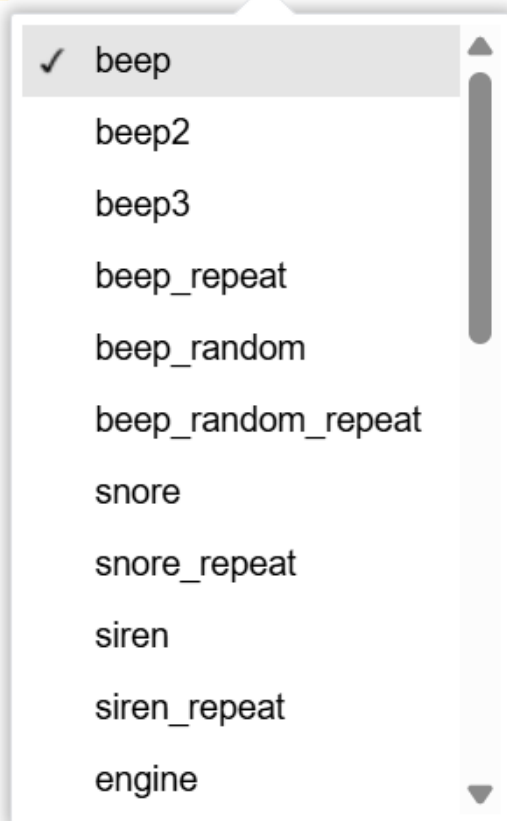 beep
beep2
beep3
beep_repeat
beep_random
beep_random_repeat
snore
snore_repeat
siren
siren_repeat
engine